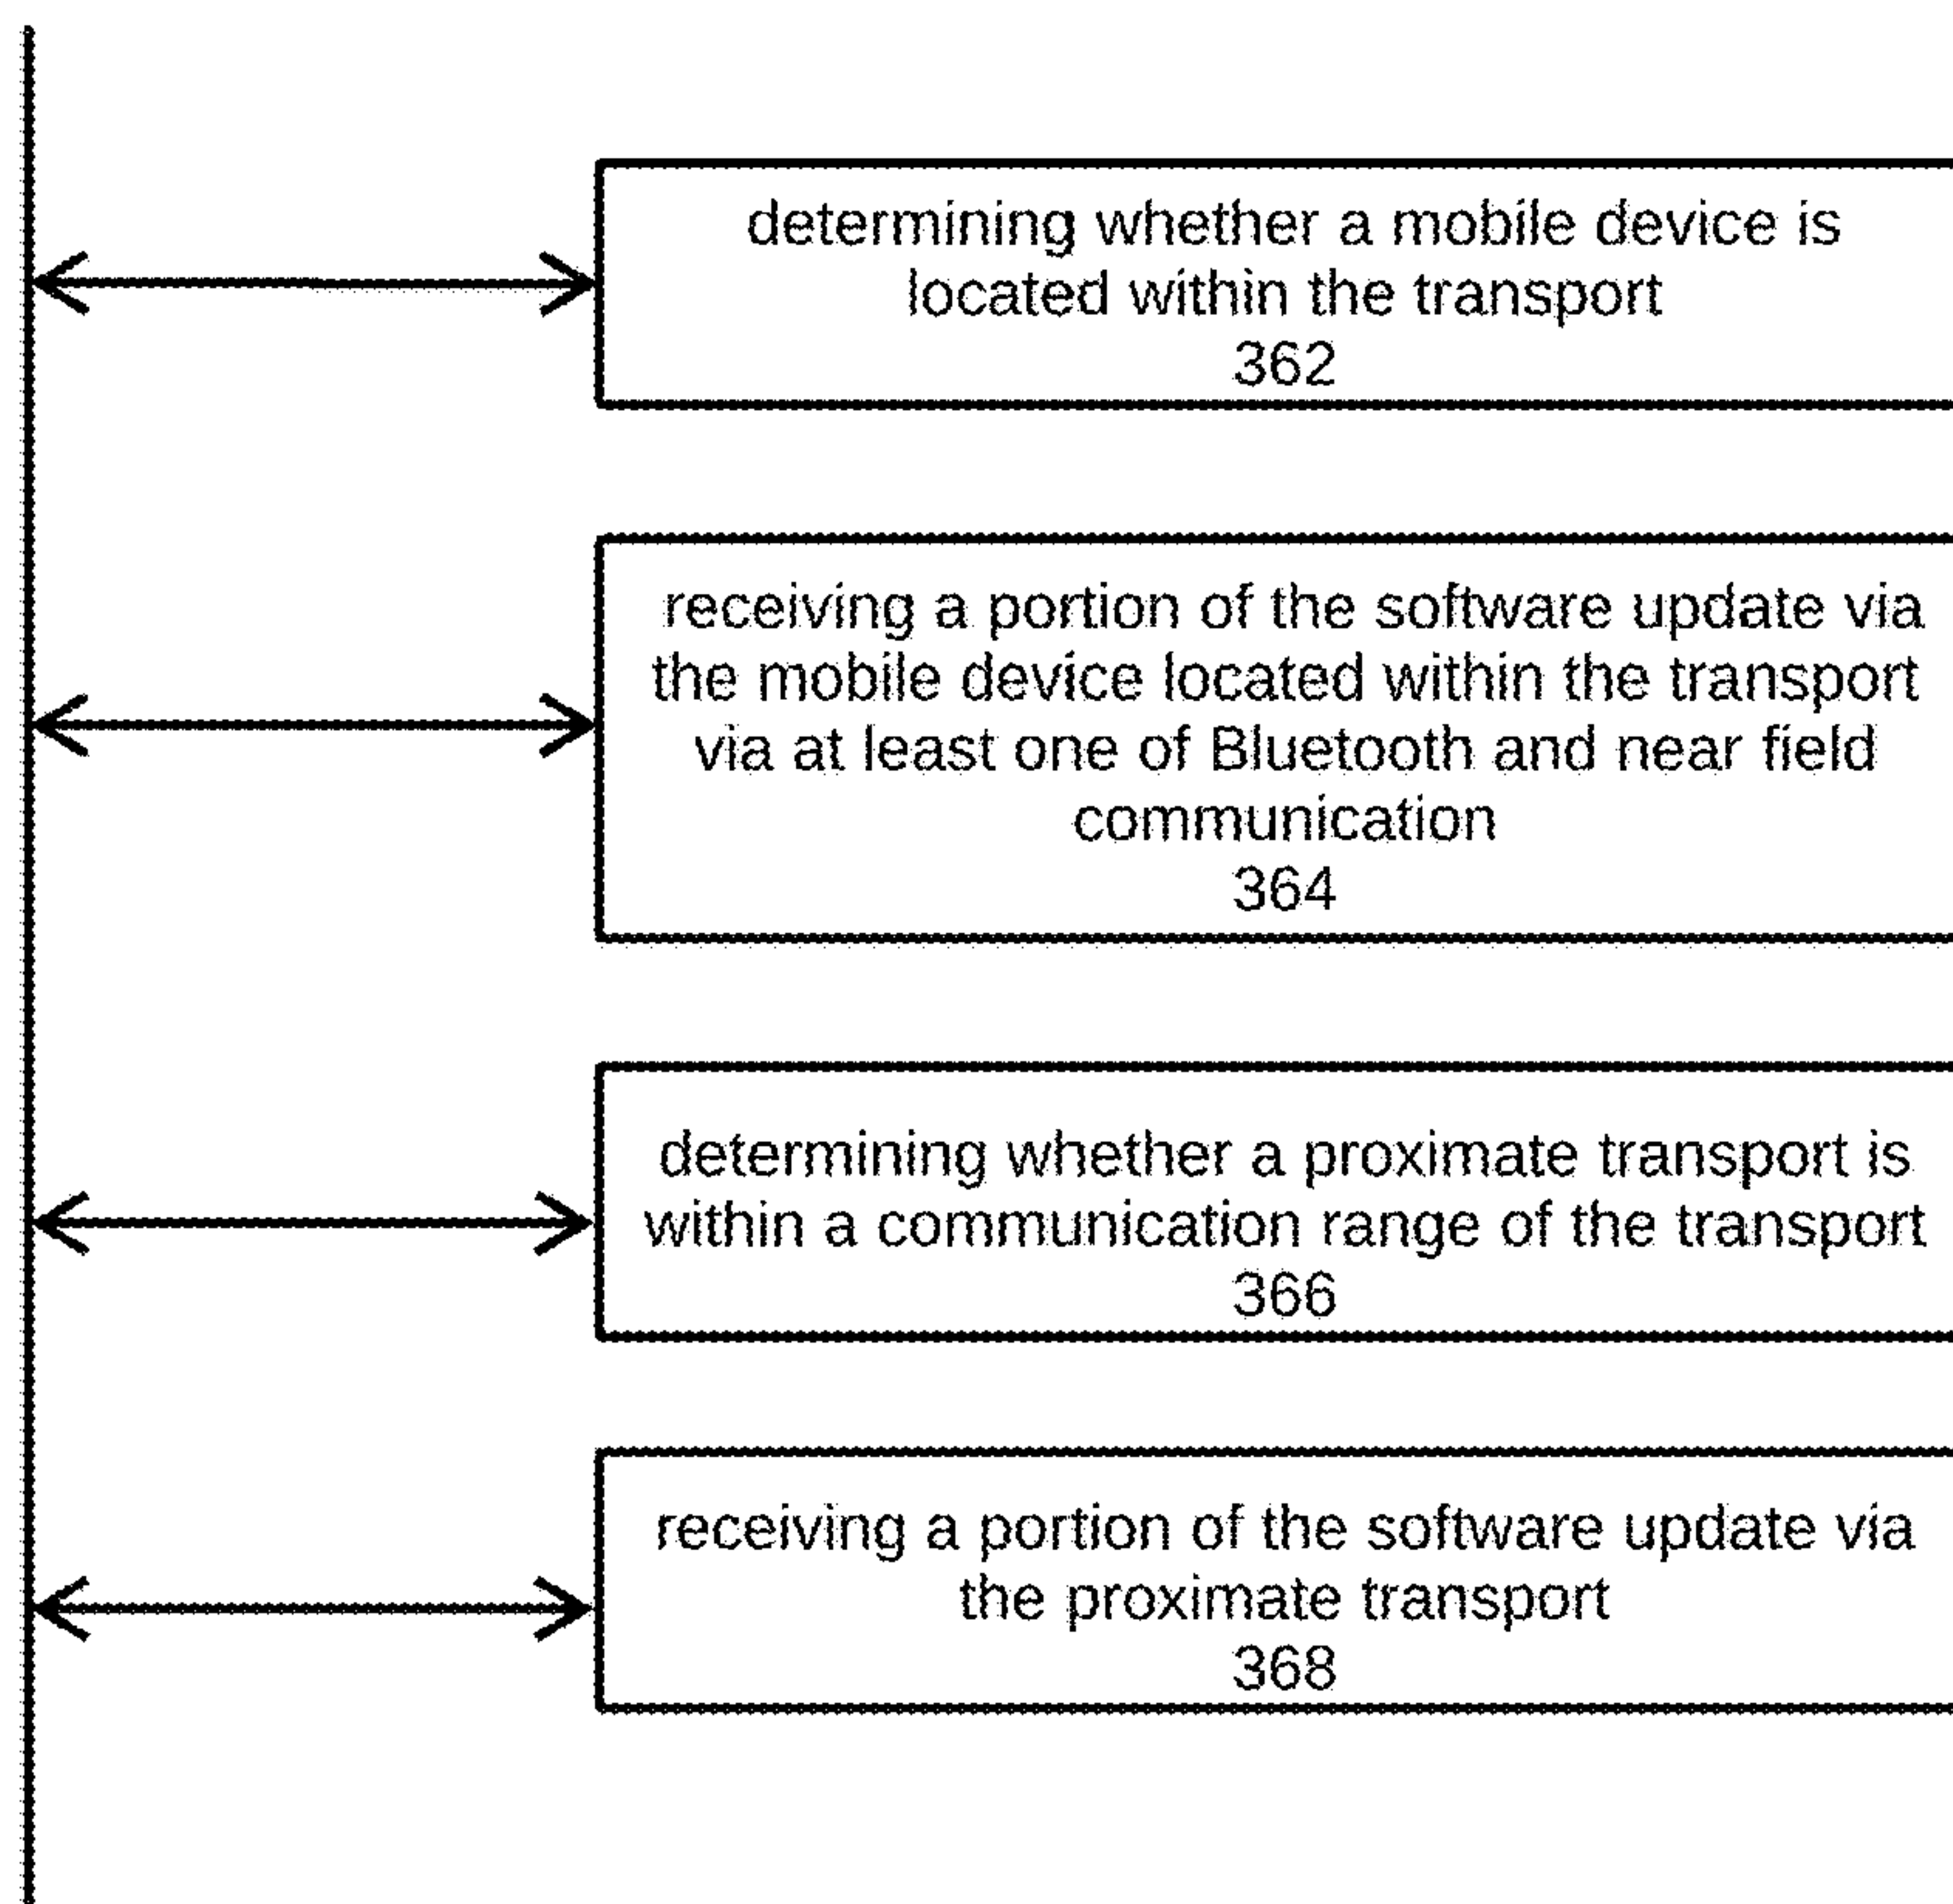 determining whether a mobile device is
located within the transport
362
receiving a portion of the software update via
the mobile device located within the transport
via at least one of Bluetooth and near field
communication
364
determining whether a proximate transport is
within a communication range of the transport
366
receiving a portion of the software update via
the proximate transport
368